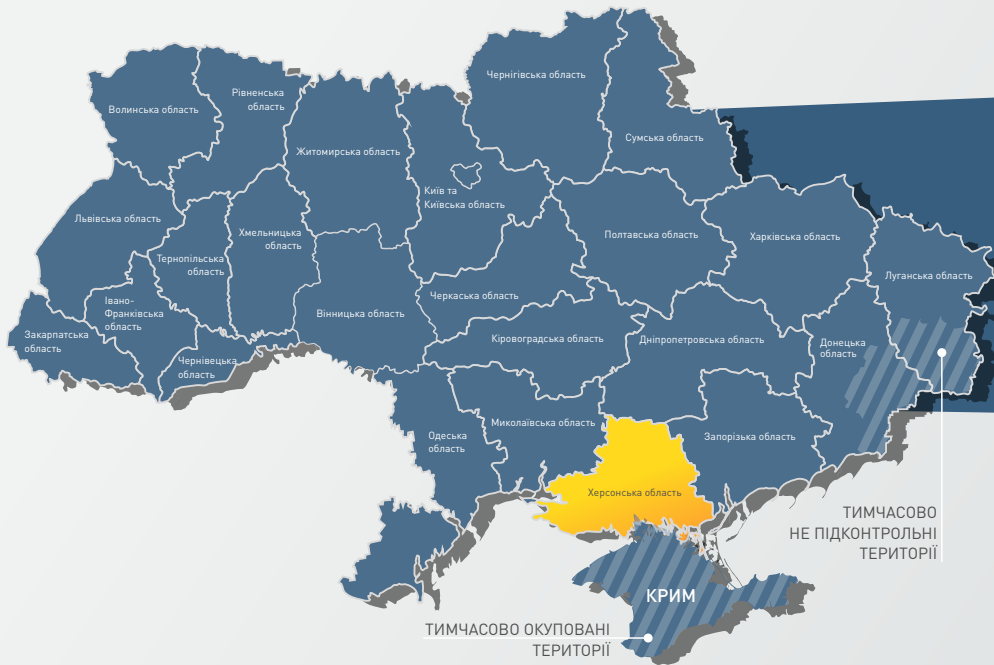 Чернігівська область
Рівненська
область
Волинська область
Сумська область
Житомирська область
Київ та
Київська область
Львівська область
Хмельницька
область
Полтавська область
Харківська область
Тернопільська
область
Луганська область
Черкаська область
Івано-
Франківська
область
Вінницька область
Закарпатська
область
Кіровоградська область
Дніпропетровська область
Донецька
область
Чернівецька
область
Одеська
область
Миколаївська область
Запорізька область
Херсонська область
ТИМЧАСОВО
НЕ ПІДКОНТРОЛЬНІ
ТЕРИТОРІЇ
КРИМ
ТИМЧАСОВО ОКУПОВАНІ
ТЕРИТОРІЇ